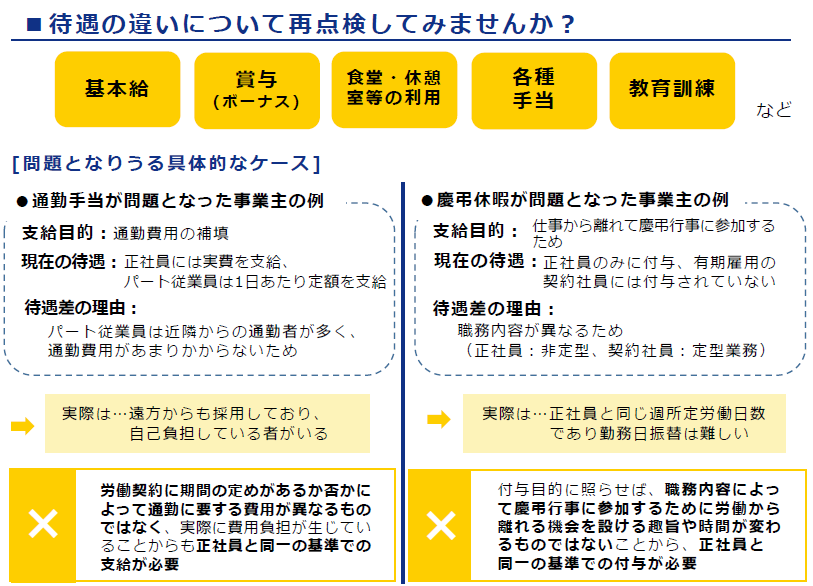 ■待遇の違いについて再点検してみませんか？
基本給
賞与
（ボーナス）
食堂・休憩
室等の利用
各種
手当
教育訓練
など
[問題となりうる具体的なケース]
●通勤手当が問題となった事業主の例
支給目的：通勤費用の補填
現在の待遇：正社員には実費を支給、
パート従業員は1日あたり定額を支給
待遇差の理由：
パート従業員は近隣からの通勤者が多く、
通勤費用があまりかからないため
実際は…遠方からも採用しており、
自己負担している者がいる
×
労働契約に期間の定めがあるか否かに
よって通勤に要する費用が異なるもの
ではなく、実際に費用負担が生じてい
ることからも正社員と同一の基準での
支給が必要
●慶弔休暇が問題となった事業主の例
支給目的：仕事から離れて慶弔行事に参加する
ため
現在の待遇：正社員のみに付与、有期雇用の
契約社員には付与されていない
待遇差の理由：
職務内容が異なるため
（正社員：非定型、契約社員：定型業務）
実際は…正社員と同じ週所定労働日数
であり勤務日振替は難しい
×
付与目的に照らせば、職務内容によっ
て慶弔行事に参加するために労働から
離れる機会を設ける趣旨や時間が変わ
るものではないことから、正社員と
同一の基準での付与が必要